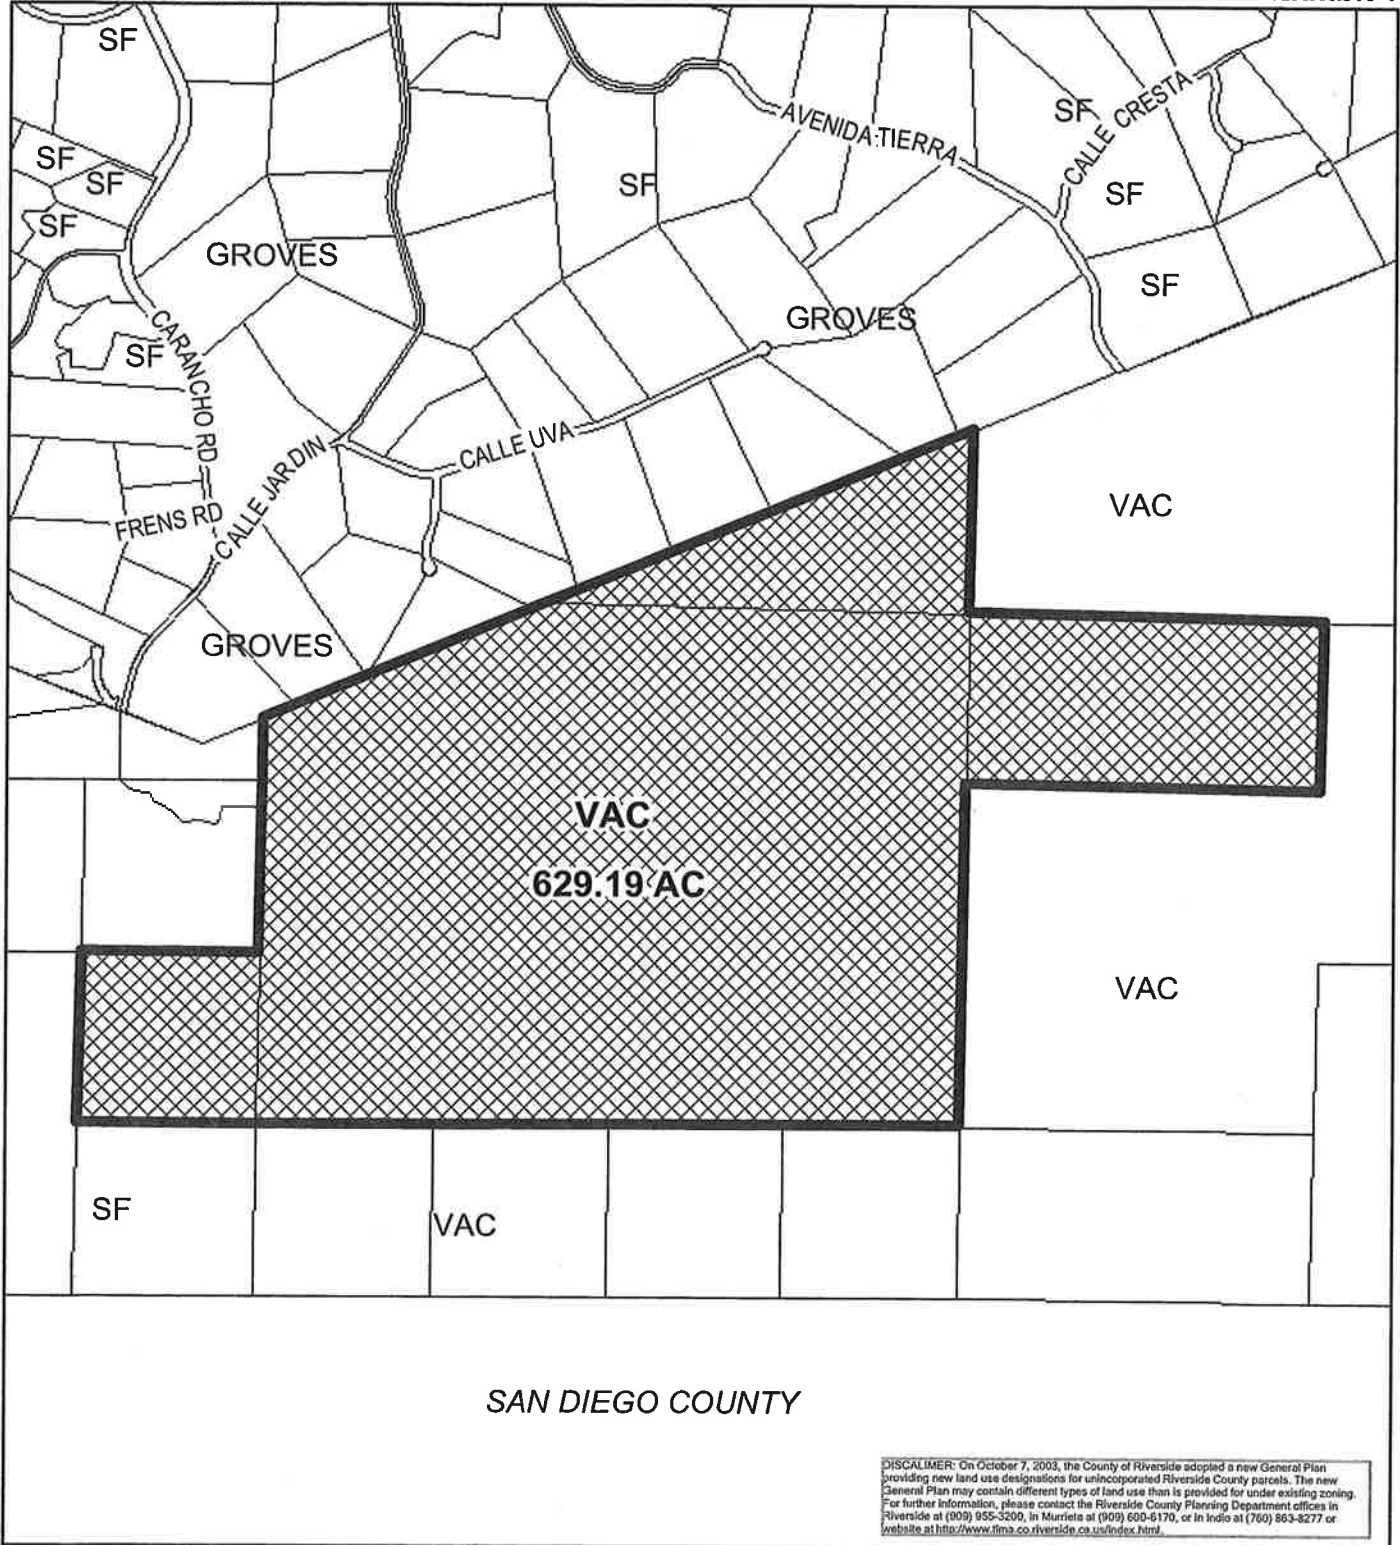 SF
AVENIDA TIERRA
SF
CALLE CRESTA
SF
SF
SF
SF
SF
GROVES
SF
GROVES
CARANCHO RD
SF
CALLE JARDIN
CALLE UVA
FRENS RD
VAC
GROVES
VAC
629.19 AC
VAC
SF
VAC
SAN DIEGO COUNTY
DISCALIMER: On October 7, 2003, the County of Riverside adopted a new General Plan
providing new land use designations for unincorporated Riverside County parcels. The new
General Plan may contain different types of land use than is provided for under existing zoning.
For further information, please contact the Riverside County Planning Department offices in
Riverside at (909) 955-3200, in Murrieta at (909) 600-6170, or in Indio at (760) 863-8277 or
website at http://www.tlma.co.riverside.ca.us/index.html.